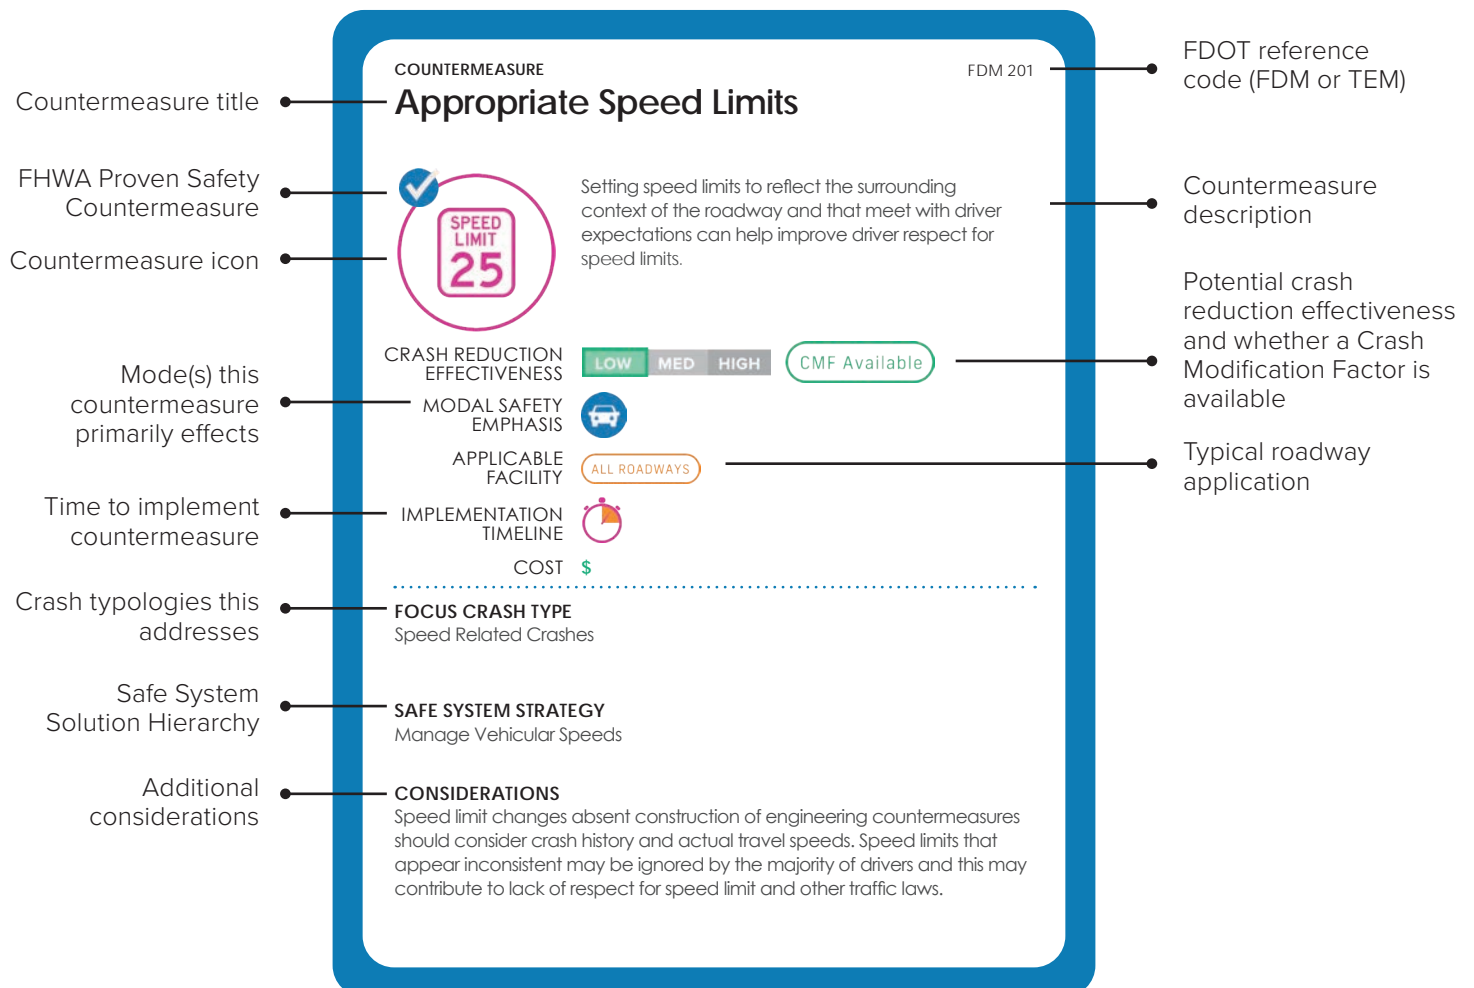 COUNTERMEASURE
FDM 201
Appropriate Speed Limits
FDOT reference
code (FDM or TEM)
Countermeasure title
FHWA Proven Safety
Countermeasure
Countermeasure icon
SPEED
LIMIT
25
Setting speed limits to reflect the surrounding
context of the roadway and that meet with driver
expectations can help improve driver respect for
speed limits.
Countermeasure
description
CRASH REDUCTION
EFFECTIVENESS
LOW MED HIGH
CMF Available
Potential crash
reduction effectiveness
and whether a Crash
Modification Factor is
available
Mode(s) this
countermeasure
primarily effects
MODAL SAFETY
EMPHASIS
APPLICABLE
FACILITY
ALL ROADWAYS
Typical roadway
application
Time to implement
countermeasure
IMPLEMENTATION
TIMELINE
COST $
Crash typologies this
addresses
FOCUS CRASH TYPE
Speed Related Crashes
Safe System
Solution Hierarchy
SAFE SYSTEM STRATEGY
Manage Vehicular Speeds
Additional
considerations
CONSIDERATIONS
Speed limit changes absent construction of engineering countermeasures
should consider crash history and actual travel speeds. Speed limits that
appear inconsistent may be ignored by the majority of drivers and this may
contribute to lack of respect for speed limit and other traffic laws.